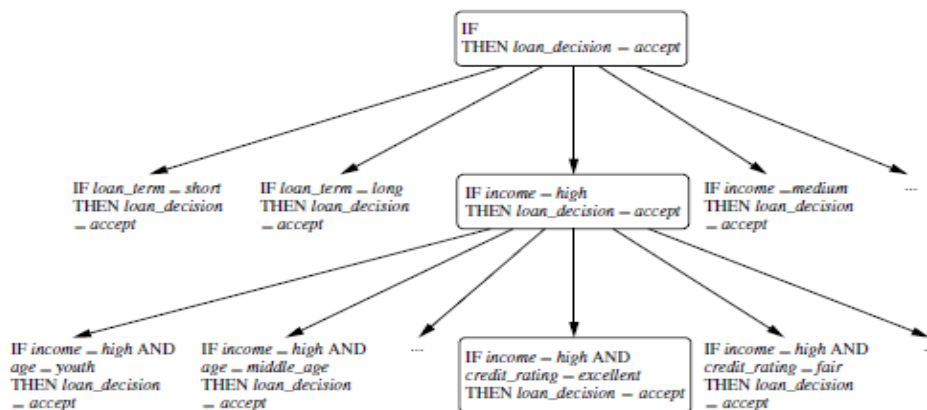 IF
THEN loan_decision = accept
IF loan_term = short
THEN loan_decision
= accept
IF loan_term = long
THEN loan_decision
= accept
IF income = high
THEN loan_decision = accept
IF income = medium
THEN loan_decision
= accept
...
IF income = high AND
age = youth
THEN loan_decision
= accept
IF income = high AND
age = middle_age
THEN loan_decision
= accept
...
IF income = high AND
credit_rating = excellent
THEN loan_decision = accept
IF income = high AND
credit_rating = fair
THEN loan_decision
= accept